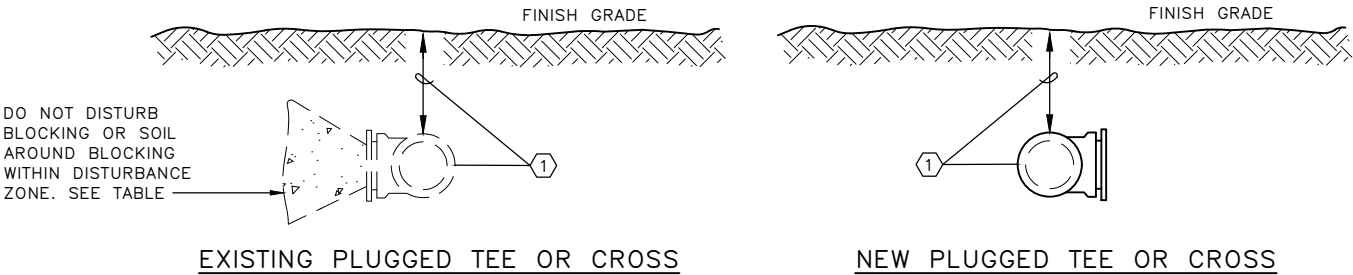 FINISH GRADE
FINISH GRADE
DO NOT DISTURB
BLOCKING OR SOIL
AROUND BLOCKING
WITHIN DISTURBANCE
ZONE. SEE TABLE
1
1
EXISTING PLUGGED TEE OR CROSS
NEW PLUGGED TEE OR CROSS